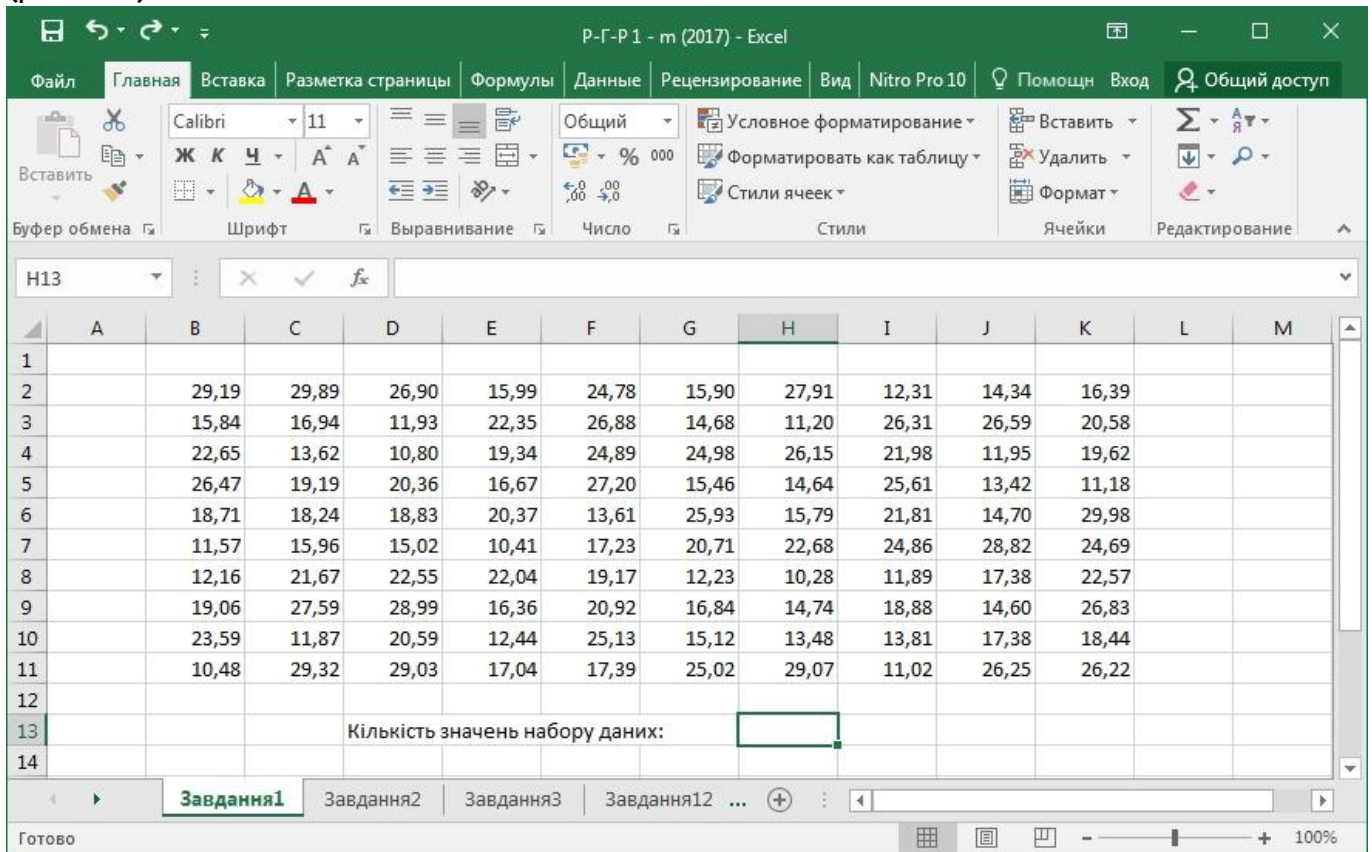 Р-Г-Р 1 - m (2017) - Excel
Файл Главная Вставка Разметка страницы Формулы Данные Рецензирование Вид Nitro Pro 10 Помощн Вход Общий доступ
Calibri 11 Общий Условное форматирование Вставить
Ж К Ч % 000 Форматировать как таблицу Удалить
Вставить Стили ячеек Формат
Буфер обмена Шрифт Выравнивание Число Стили Ячейки Редактирование
H13 fx
A B C D E F G H I J K L M
1
2 29,19 29,89 26,90 15,99 24,78 15,90 27,91 12,31 14,34 16,39
3 15,84 16,94 11,93 22,35 26,88 14,68 11,20 26,31 26,59 20,58
4 22,65 13,62 10,80 19,34 24,89 24,98 26,15 21,98 11,95 19,62
5 26,47 19,19 20,36 16,67 27,20 15,46 14,64 25,61 13,42 11,18
6 18,71 18,24 18,83 20,37 13,61 25,93 15,79 21,81 14,70 29,98
7 11,57 15,96 15,02 10,41 17,23 20,71 22,68 24,86 28,82 24,69
8 12,16 21,67 22,55 22,04 19,17 12,23 10,28 11,89 17,38 22,57
9 19,06 27,59 28,99 16,36 20,92 16,84 14,74 18,88 14,60 26,83
10 23,59 11,87 20,59 12,44 25,13 15,12 13,48 13,81 17,38 18,44
11 10,48 29,32 29,03 17,04 17,39 25,02 29,07 11,02 26,25 26,22
12
13 Кількість значень набору даних:
14
Завдання1 Завдання2 Завдання3 Завдання12 ...
Готово 100%